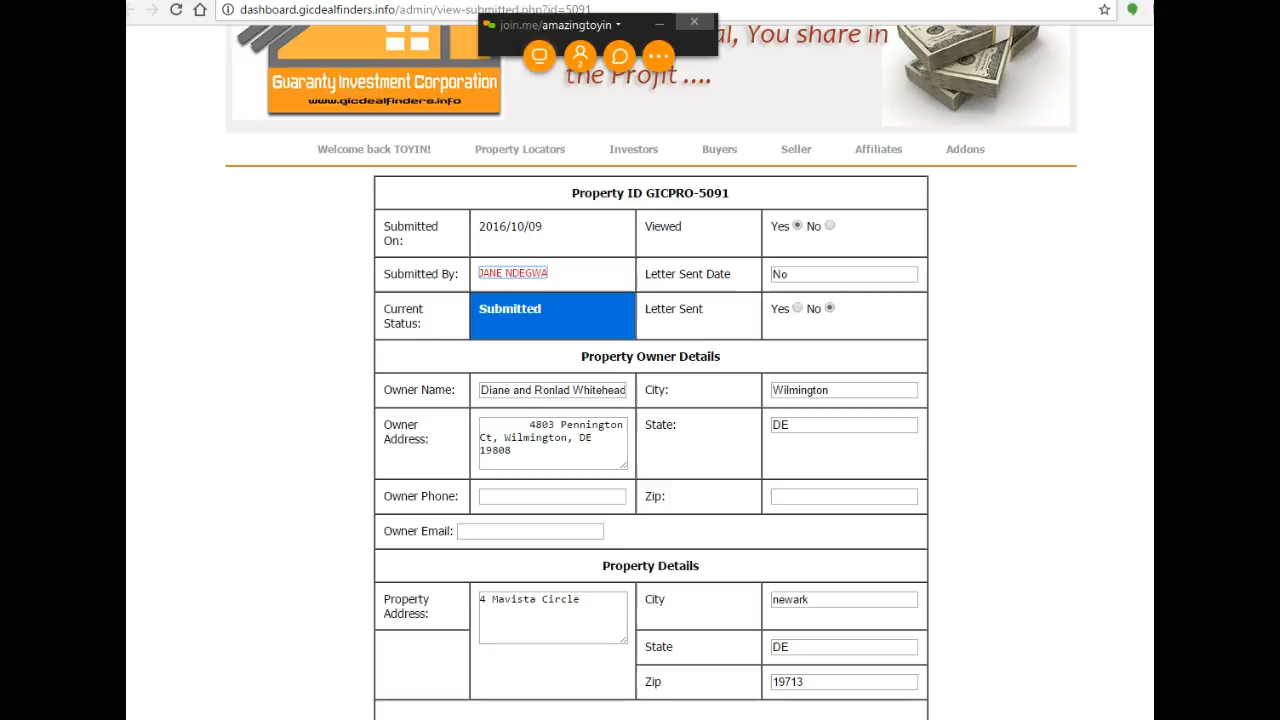 dashboard.gicdealfinders.info/admin/view-submitted.php?id=5091
join.me/amazingtoyin
2
al, You share in
the Profit ....
Guaranty Investment Corporation
www.gicdealfinders.info
Welcome back TOYIN! Property Locators Investors Buyers Seller Affiliates Addons
Property ID GICPRO-5091
Submitted On: 2016/10/09 Viewed Yes No
Submitted By: JANE NDEGWA Letter Sent Date No
Current Status: Submitted Letter Sent Yes No
Property Owner Details
Owner Name: Diane and Ronlad Whitehead City: Wilmington
Owner Address: 4803 Pennington State: DE
Ct, Wilmington, DE
19808
Owner Phone: Zip:
Owner Email:
Property Details
Property Address: 4 Mavista Circle City newark
State DE
Zip 19713